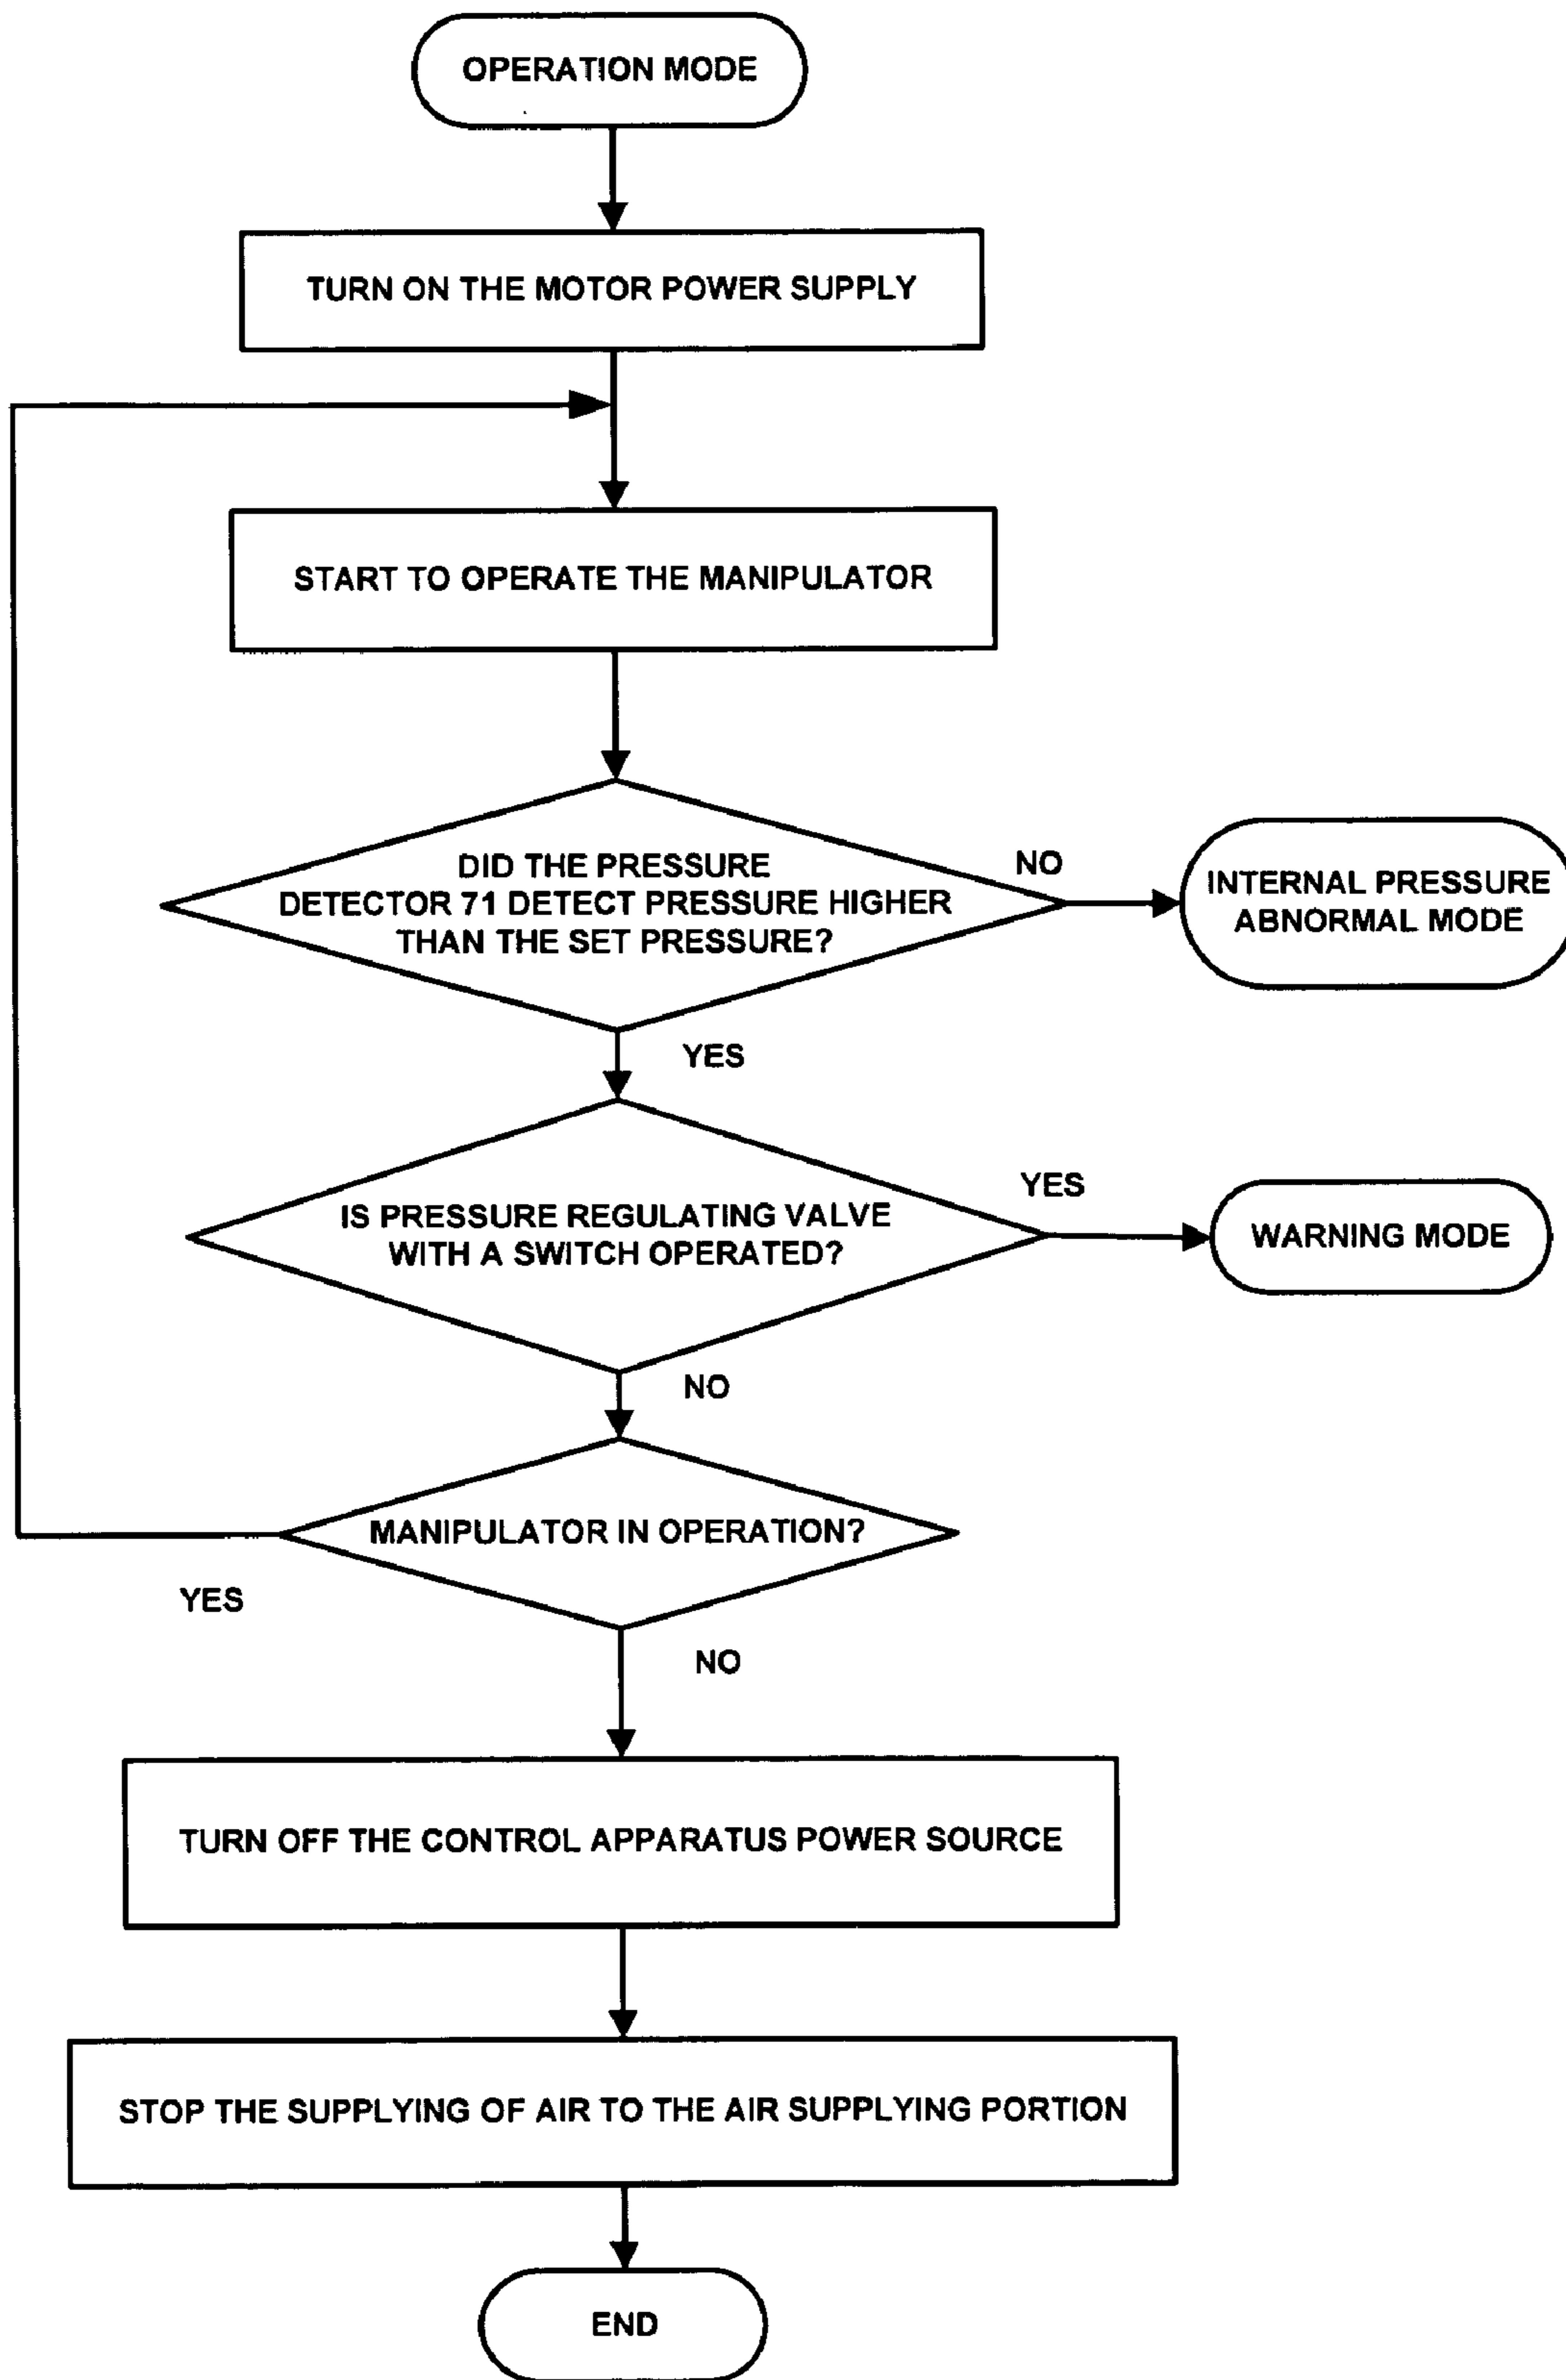 OPERATION MODE
TURN ON THE MOTOR POWER SUPPLY
START TO OPERATE THE MANIPULATOR
DID THE PRESSURE
DETECTOR 71 DETECT PRESSURE HIGHER
THAN THE SET PRESSURE?
NO
INTERNAL PRESSURE
ABNORMAL MODE
YES
IS PRESSURE REGULATING VALVE
WITH A SWITCH OPERATED?
YES
WARNING MODE
NO
MANIPULATOR IN OPERATION?
YES
NO
TURN OFF THE CONTROL APPARATUS POWER SOURCE
STOP THE SUPPLYING OF AIR TO THE AIR SUPPLYING PORTION
END